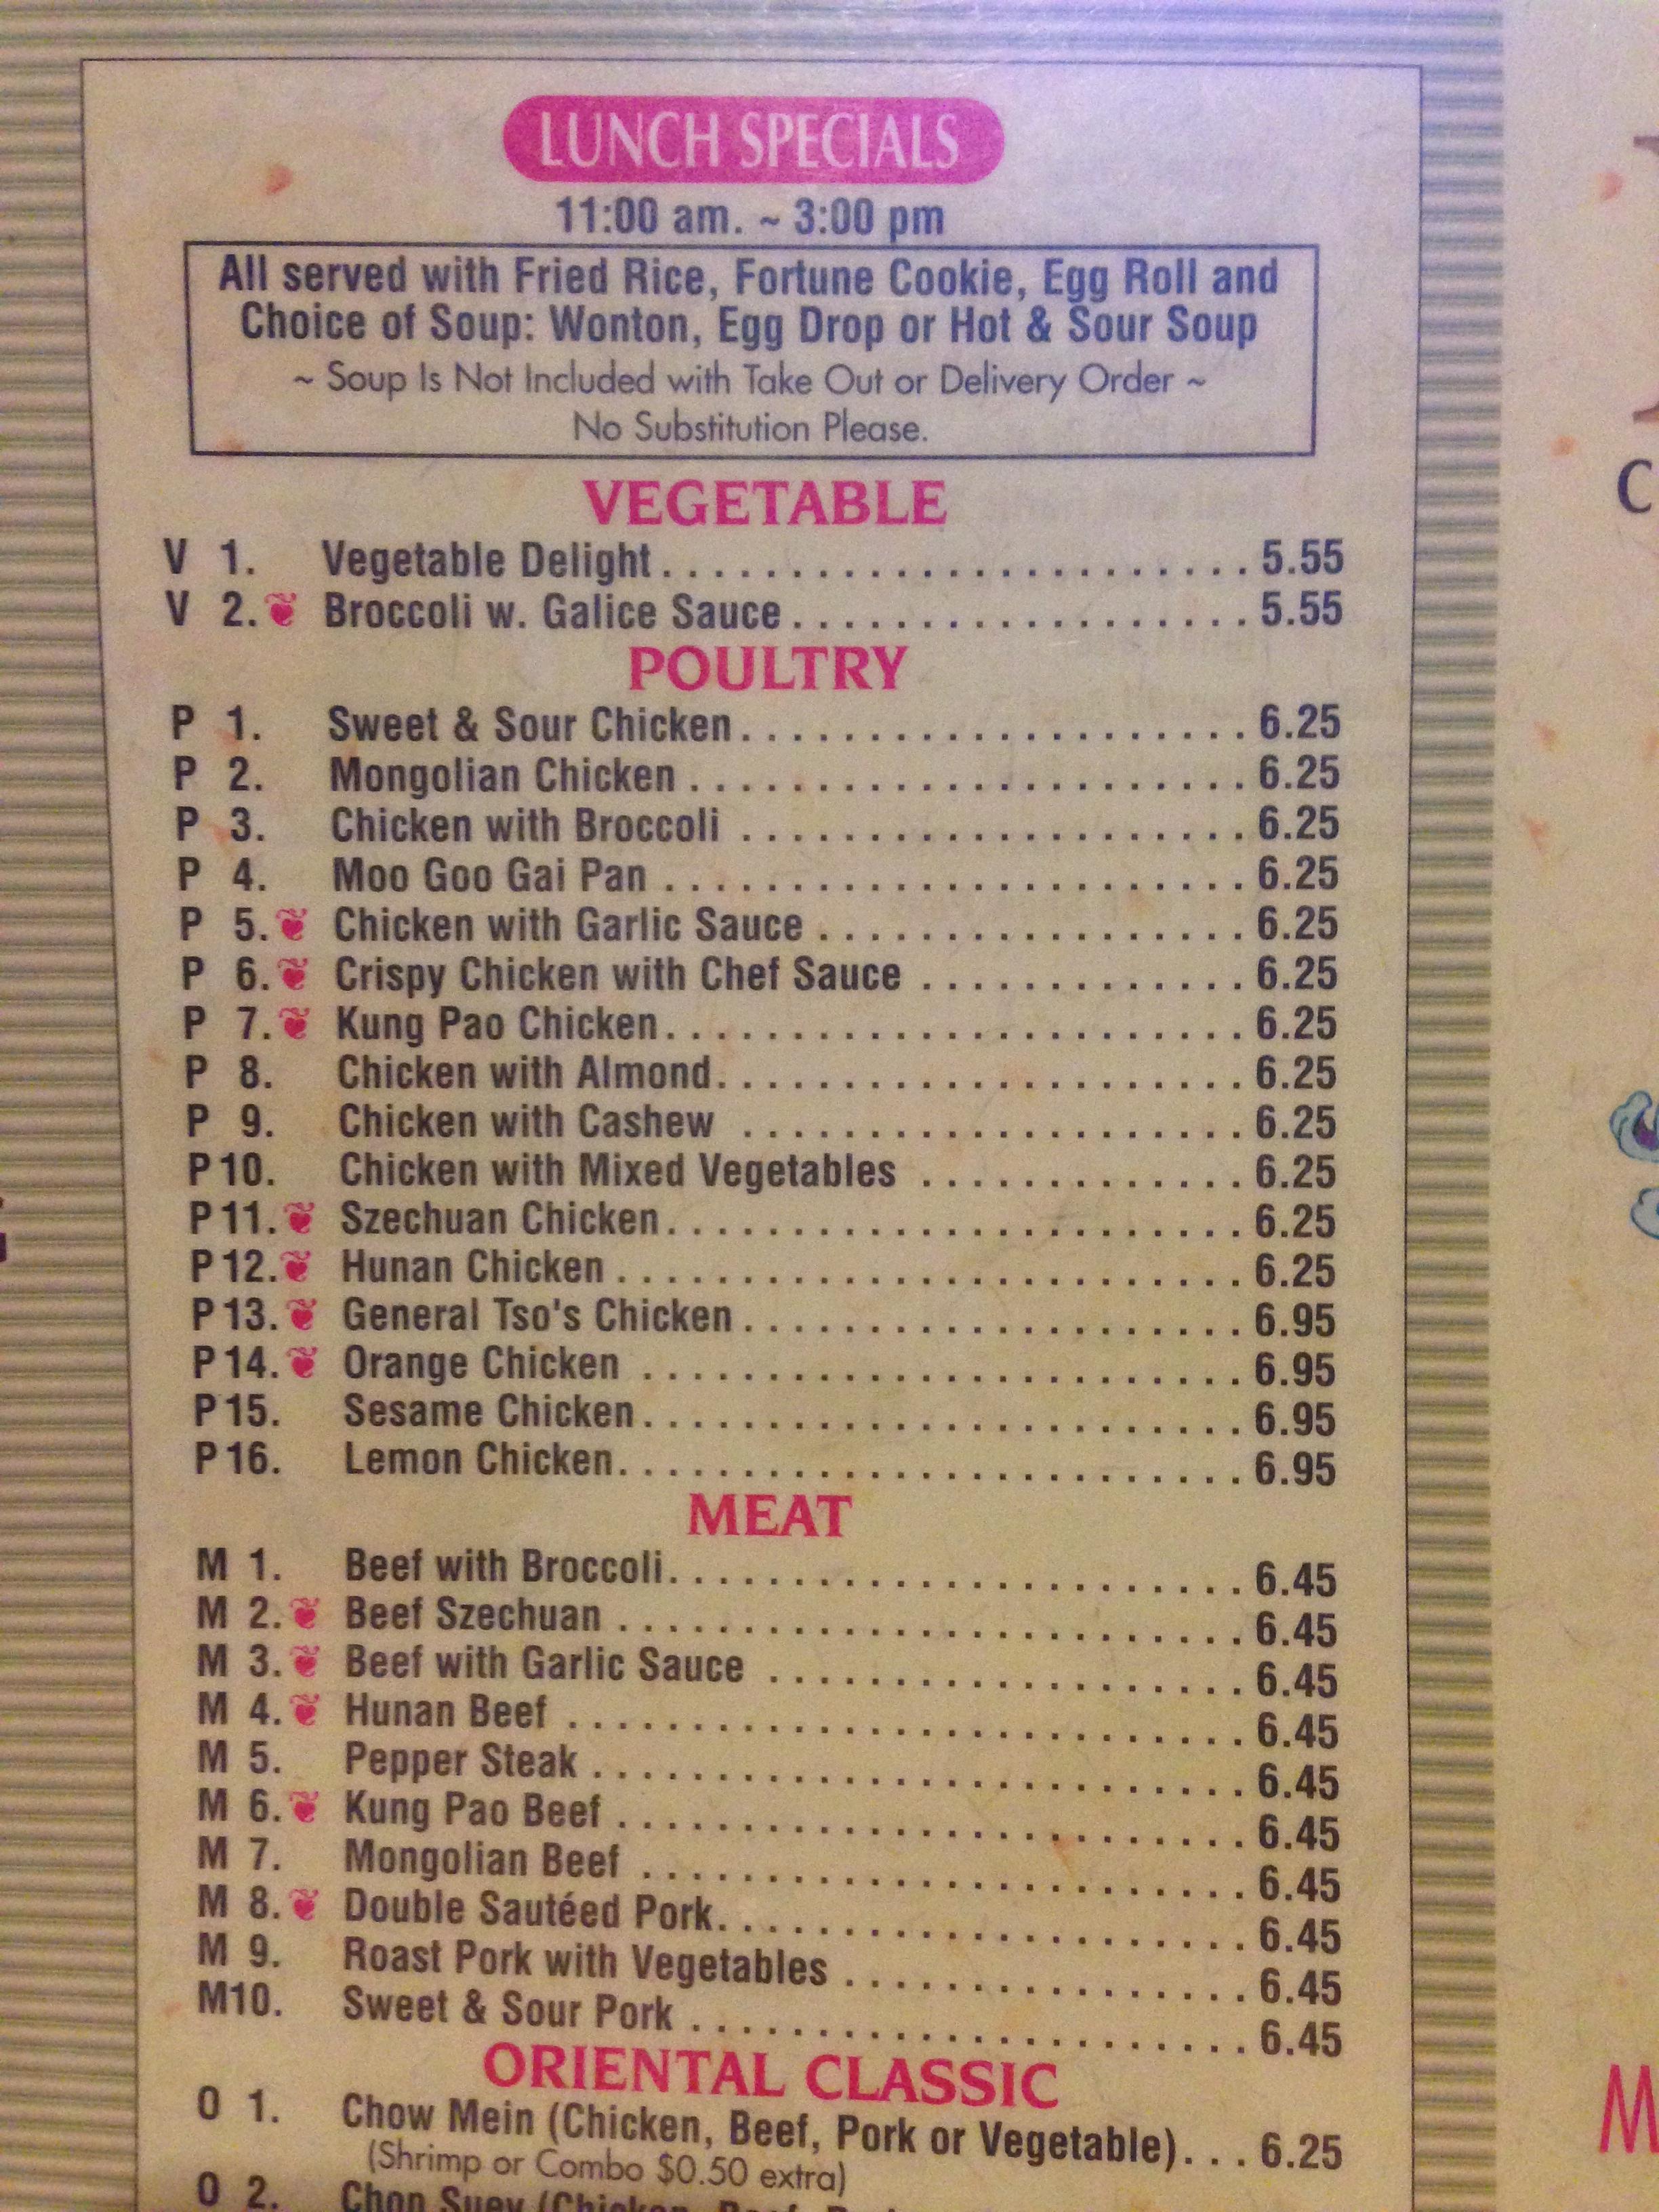 LUNCH SPECIALS
11:00 am. ~ 3:00 pm
All served with Fried Rice, Fortune Cookie, Egg Roll and
Choice of Soup: Wonton, Egg Drop or Hot & Sour Soup
~ Soup Is Not Included with Take Out or Delivery Order ~
No Substitution Please.
VEGETABLE
V 1. Vegetable Delight 5.55
V 2. Broccoli w. Galice Sauce 5.55
POULTRY
P 1. Sweet & Sour Chicken 6.25
P 2. Mongolian Chicken 6.25
P 3. Chicken with Broccoli 6.25
P 4. Moo Goo Gai Pan 6.25
P 5. Chicken with Garlic Sauce 6.25
P 6. Crispy Chicken with Chef Sauce 6.25
P 7. Kung Pao Chicken 6.25
P 8. Chicken with Almond 6.25
P 9. Chicken with Cashew 6.25
P10. Chicken with Mixed Vegetables 6.25
P11. Szechuan Chicken 6.25
P12. Hunan Chicken 6.25
P13. General Tso's Chicken 6.95
P14. Orange Chicken 6.95
P15. Sesame Chicken 6.95
P16. Lemon Chicken 6.95
MEAT
M 1. Beef with Broccoli 6.45
M 2. Beef Szechuan 6.45
M 3. Beef with Garlic Sauce 6.45
M 4. Hunan Beef 6.45
M 5. Pepper Steak 6.45
M 6. Kung Pao Beef 6.45
M 7. Mongolian Beef 6.45
M 8. Double Sautéed Pork 6.45
M 9. Roast Pork with Vegetables 6.45
M10. Sweet & Sour Pork 6.45
ORIENTAL CLASSIC
O 1. Chow Mein (Chicken, Beef, Pork or Vegetable) 6.25
(Shrimp or Combo $0.50 extra)
O 2. Chop Suey (Chicken,